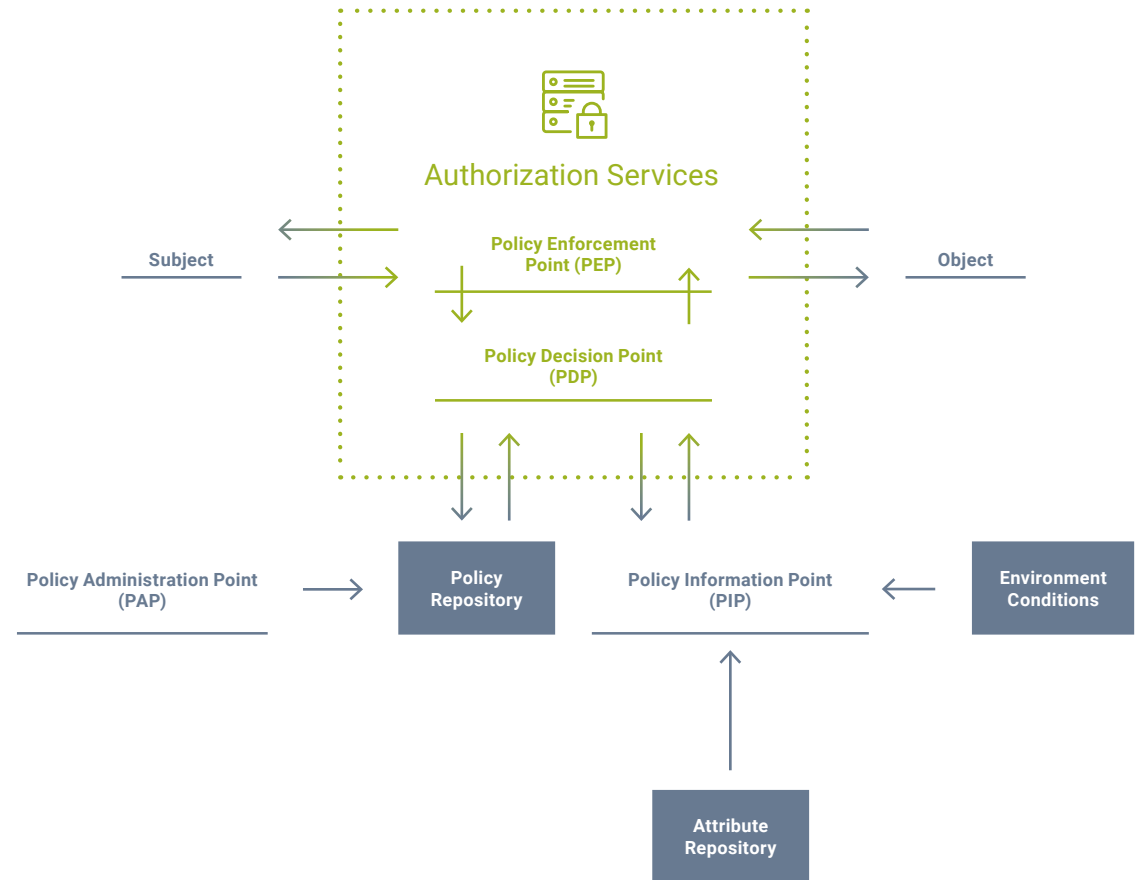 Authorization Services
Subject
Policy Enforcement
Point (PEP)
Object
Policy Decision Point
(PDP)
Policy Administration Point
(PAP)
Policy
Repository
Policy Information Point
(PIP)
Environment
Conditions
Attribute
Repository